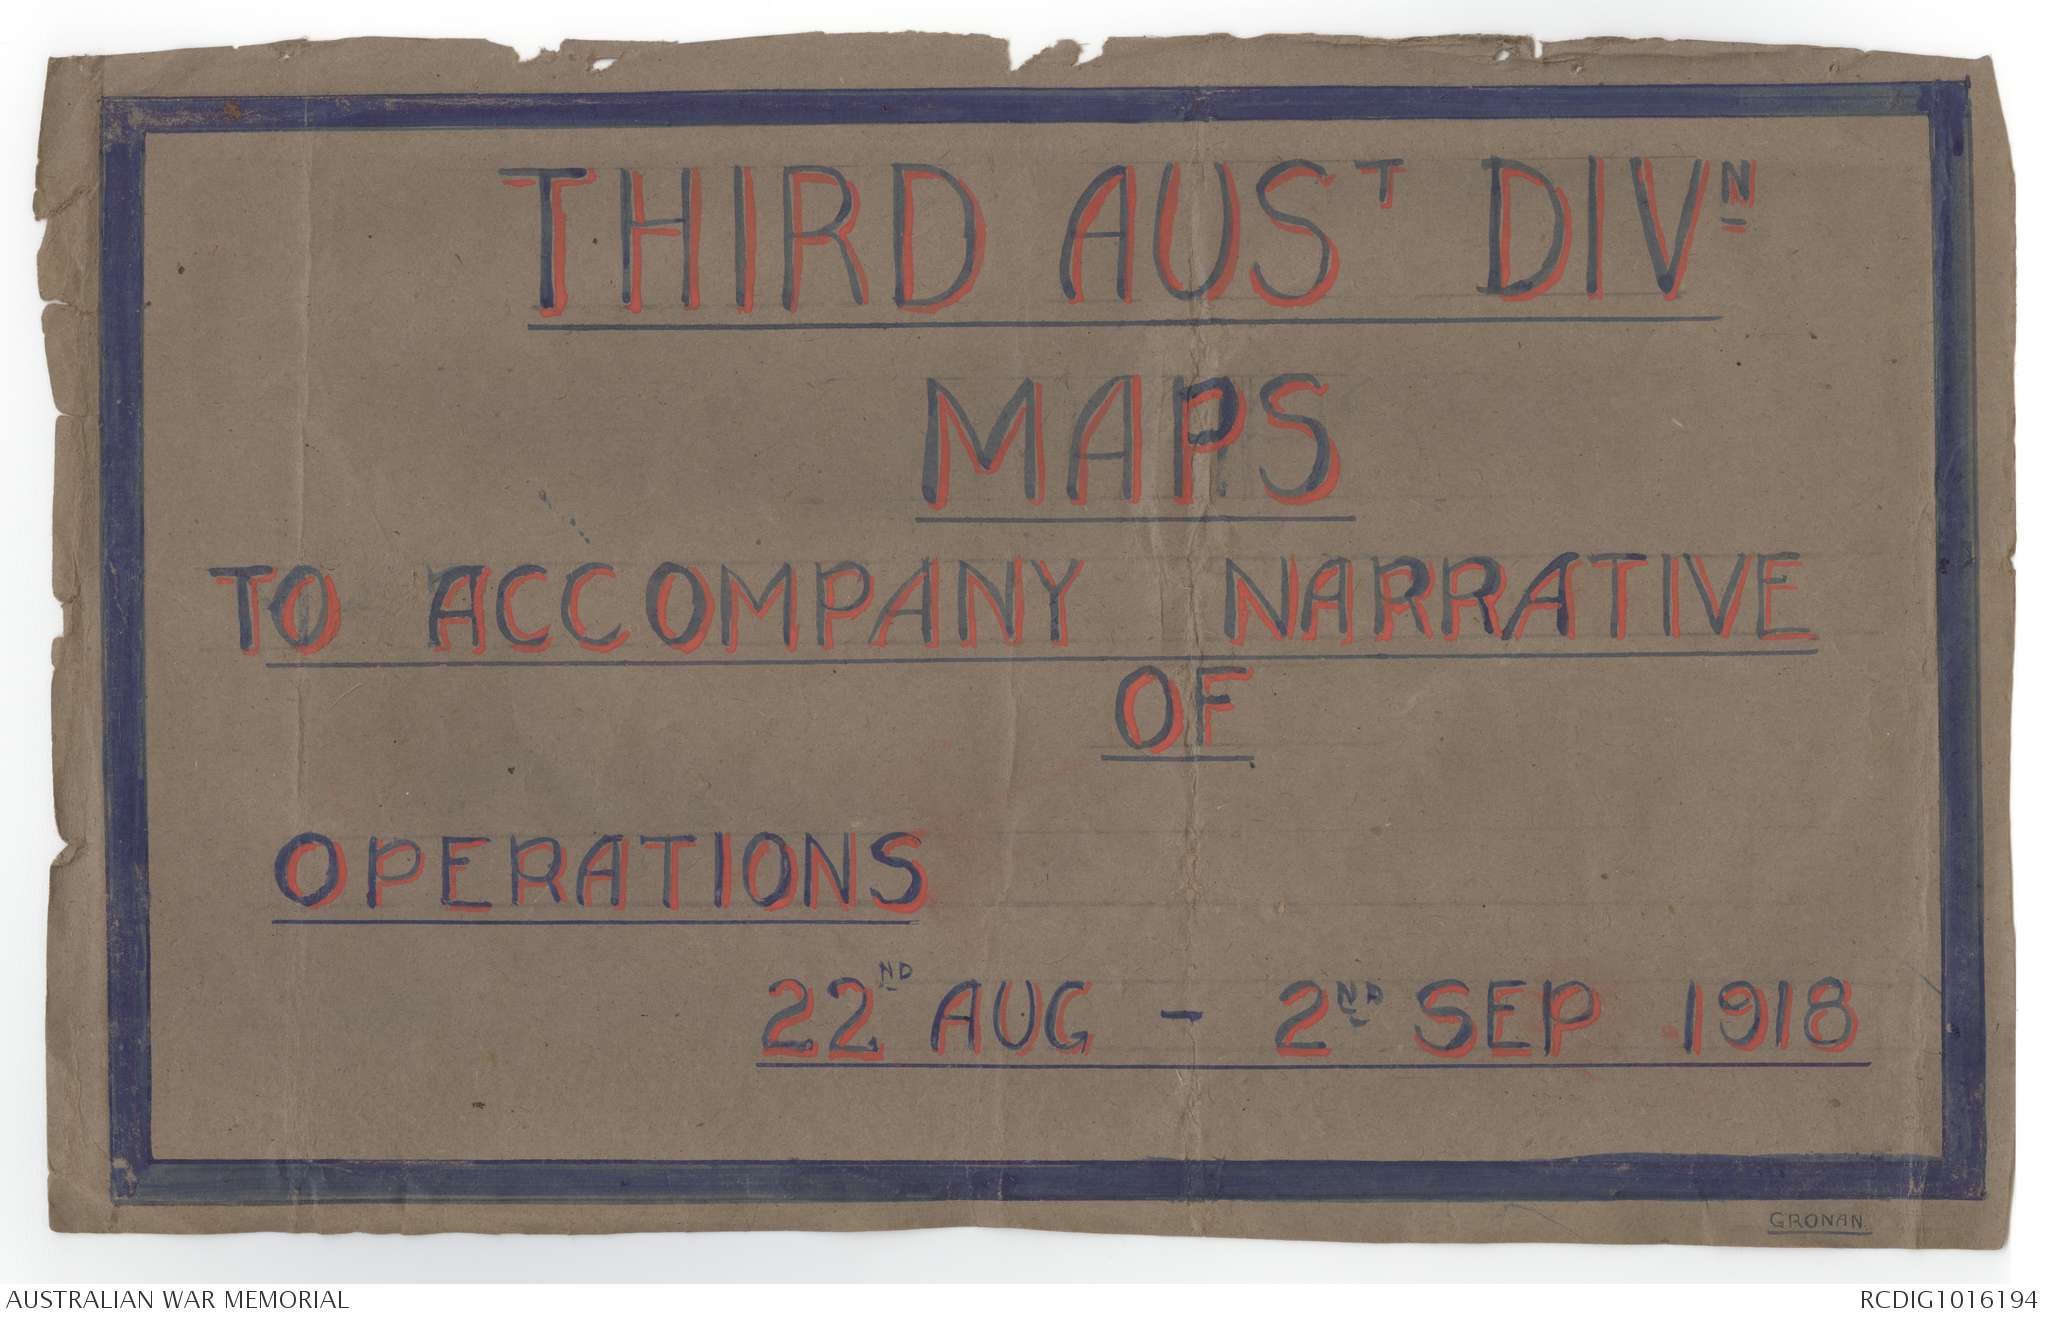 THIRD AUST DIVN
MAPS
TO ACCOMPANY NARRATIVE
OF
OPERATIONS
22ND AUG - 2ND SEP 1918
GRONAN.
AUSTRALIAN WAR MEMORIAL
RCDIG1016194